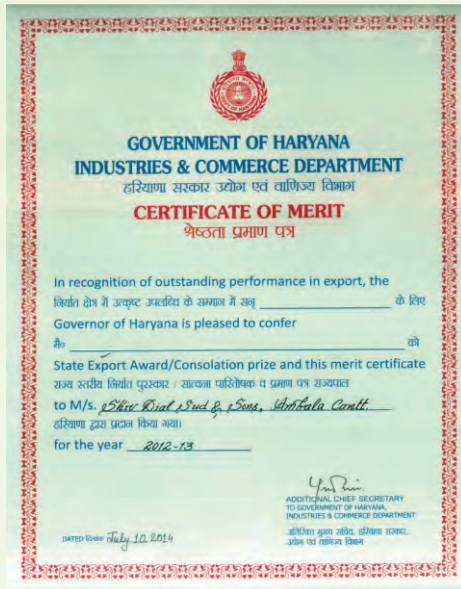 GOVERNMENT OF HARYANA
INDUSTRIES & COMMERCE DEPARTMENT
हरियाणा सरकार उद्योग एवं वाणिज्य विभाग
CERTIFICATE OF MERIT
श्रेष्ठता प्रमाण पत्र
In recognition of outstanding performance in export, the
निर्यात क्षेत्र में उत्कृष्ट उपलब्धि के सम्मान में सन् के लिए
Governor of Haryana is pleased to confer
मै० को
State Export Award/Consolation prize and this merit certificate
राज्य स्तरीय निर्यात पुरस्कार / सांत्वना पारितोषक व प्रमाण पत्र राज्यपाल
to M/s. Shiv Dial Sud & Sons, Ambala Cantt.
हरियाणा द्वारा प्रदान किया गया।
for the year 2012-13
ADDITIONAL CHIEF SECRETARY
TO GOVERNMENT OF HARYANA,
INDUSTRIES & COMMERCE DEPARTMENT
अतिरिक्त मुख्य सचिव, हरियाणा सरकार,
उद्योग एवं वाणिज्य विभाग
DATED दिनांक July 10, 2014